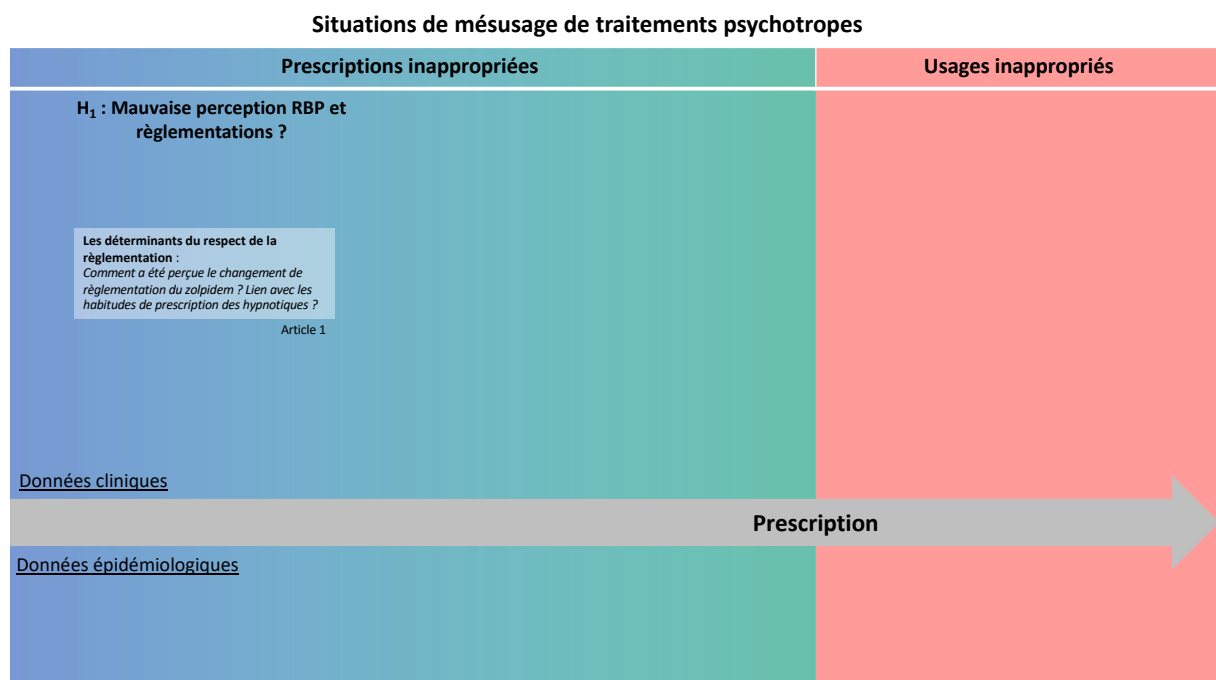 Situations de mésusage de traitements psychotropes
Prescriptions inappropriées
Usages inappropriés
H₁ : Mauvaise perception RBP et
règlementations ?
Les déterminants du respect de la
règlementation :
Comment a été perçue le changement de
règlementation du zolpidem ? Lien avec les
habitudes de prescription des hypnotiques ?
Article 1
Données cliniques
Prescription
Données épidémiologiques